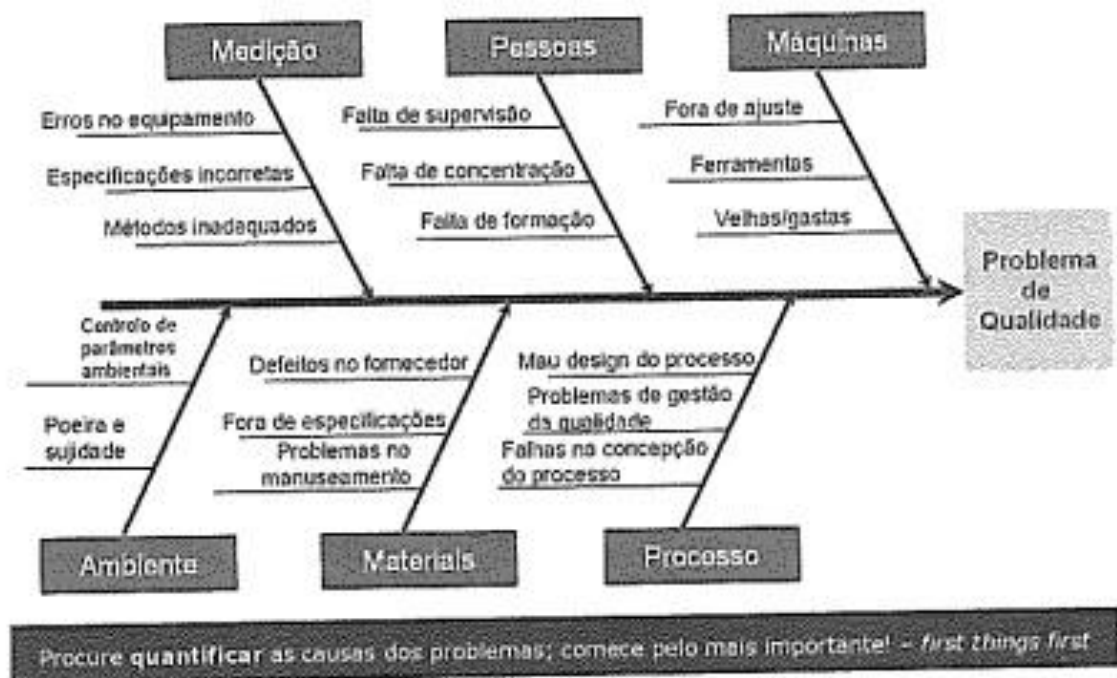 Medição
Pessoas
Máquinas
Erros no equipamento
Especificações incorretas
Métodos inadequados
Falta de supervisão
Falta de concentração
Falta de formação
Fora de ajuste
Ferramentas
Velhas/gastas
Problema
de
Qualidade
Controlo de
parâmetros
ambientais
Poeira e
sujidade
Defeitos no fornecedor
Fora de especificações
Problemas no
manuseamento
Mau design do processo
Problemas de gestão
da qualidade
Falhas na concepção
do processo
Ambiente
Materiais
Processo
Procure quantificar as causas dos problemas; comece pelo mais importante! – first things first